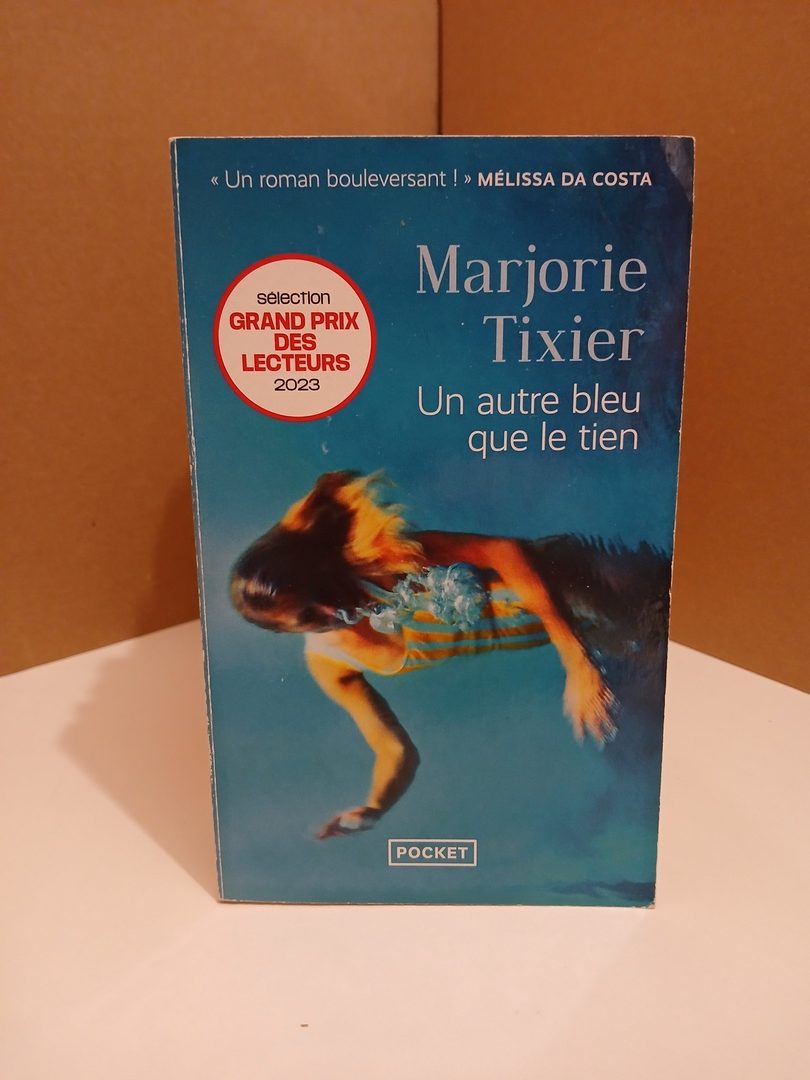 « Un roman bouleversant ! » MÉLISSA DA COSTA
Marjorie
Tixier
Un autre bleu
que le tien
sélection
GRAND PRIX
DES
LECTEURS
2023
POCKET